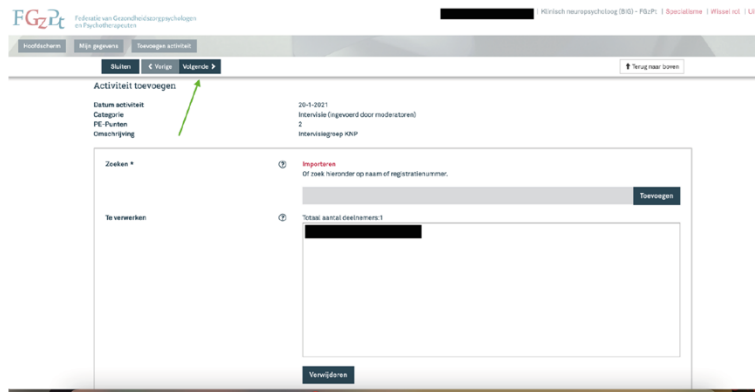 FGzPt Federatie van Gezondheidszorgpsychologen
en Psychotherapeuten
| Klinisch neuropsycholoog (BIG) - FGzPt | Specialisme | Wissel rol |
Hoofdscherm Mijn gegevens Toevoegen activiteit
Sluiten < Vorige Volgende > Terug naar boven
Activiteit toevoegen
Datum activiteit 20-1-2021
Categorie Intervisie (ingevoerd door moderatoren)
PE-Punten 2
Omschrijving Intervisiegroep KNP
Zoeken * Importeren
Of zoek hieronder op naam of registratienummer.
Toevoegen
Te verwerken Totaal aantal deelnemers:1
Verwijderen